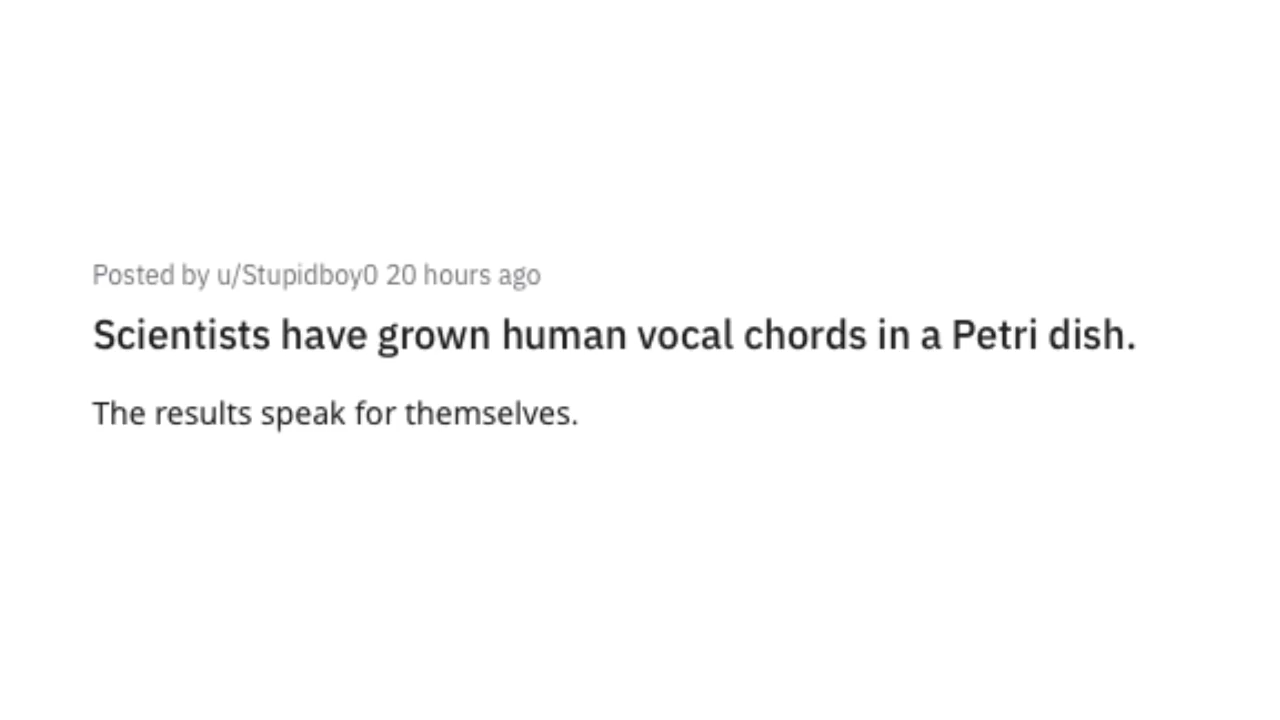 Posted by u/Stupidboy0 20 hours ago
Scientists have grown human vocal chords in a Petri dish.
The results speak for themselves.